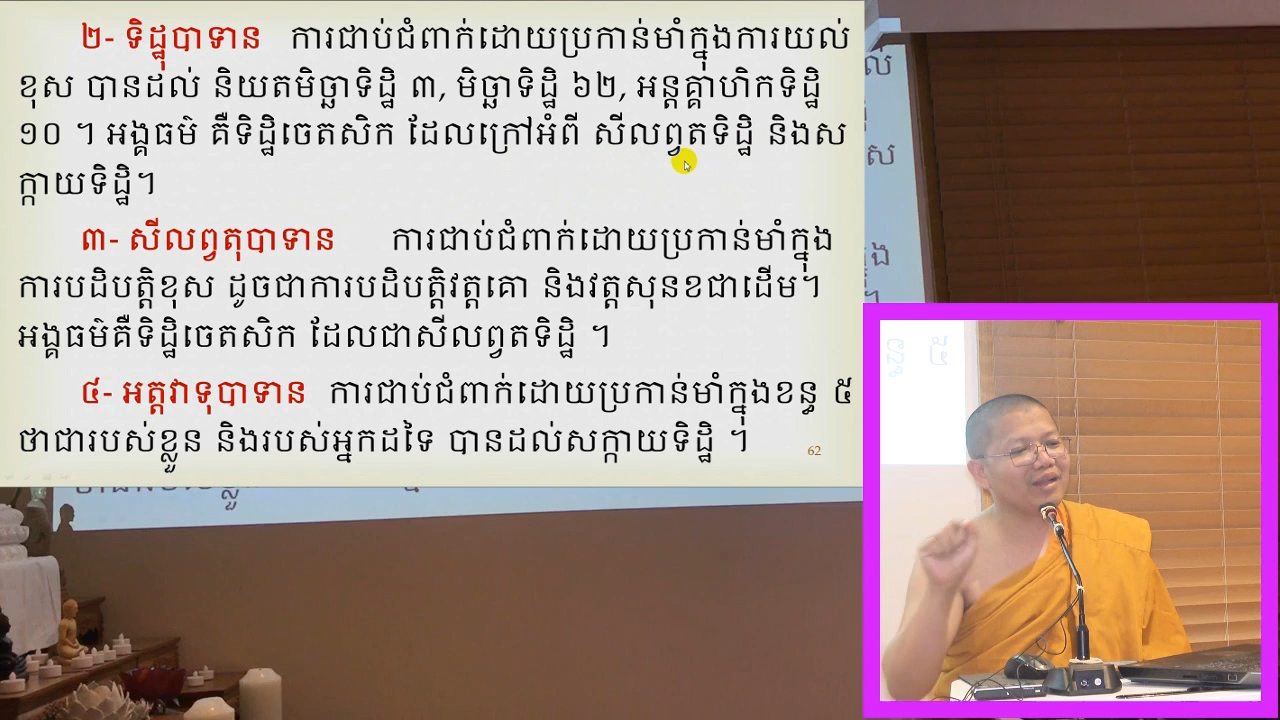 ២- ទិដ្ឋុបាទាន ការជាប់ជំពាក់ដោយប្រកាន់មាំក្នុងការយល់
ខុស បានដល់ និយតមិច្ឆាទិដ្ឋិ ៣, មិច្ឆាទិដ្ឋិ ៦២, អន្តគ្គាហិកទិដ្ឋិ
១០ ។ អង្គធម៌ គឺទិដ្ឋិចេតសិក ដែលក្រៅអំពី សីលព្វតទិដ្ឋិ និងស
ក្កាយទិដ្ឋិ។
៣- សីលព្វតុបាទាន ការជាប់ជំពាក់ដោយប្រកាន់មាំក្នុង
ការបដិបត្តិខុស ដូចជាការបដិបត្តិវត្តគោ និងវត្តសុនខជាដើម។
អង្គធម៌គឺទិដ្ឋិចេតសិក ដែលជាសីលព្វតទិដ្ឋិ ។
៤- អត្តវាទុបាទាន ការជាប់ជំពាក់ដោយប្រកាន់មាំក្នុងខន្ធ ៥
ថាជារបស់ខ្លួន និងរបស់អ្នកដទៃ បានដល់សក្កាយទិដ្ឋិ ។
62